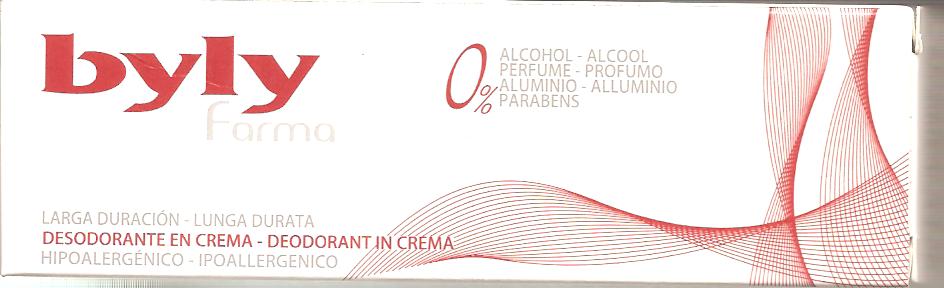 byly
Farma
0%
ALCOHOL - ALCOOL
PERFUME - PROFUMO
ALUMINIO - ALLUMINIO
PARABENS
LARGA DURACIÓN - LUNGA DURATA
DESODORANTE EN CREMA - DEODORANT IN CREMA
HIPOALERGÉNICO - IPOALLERGENICO